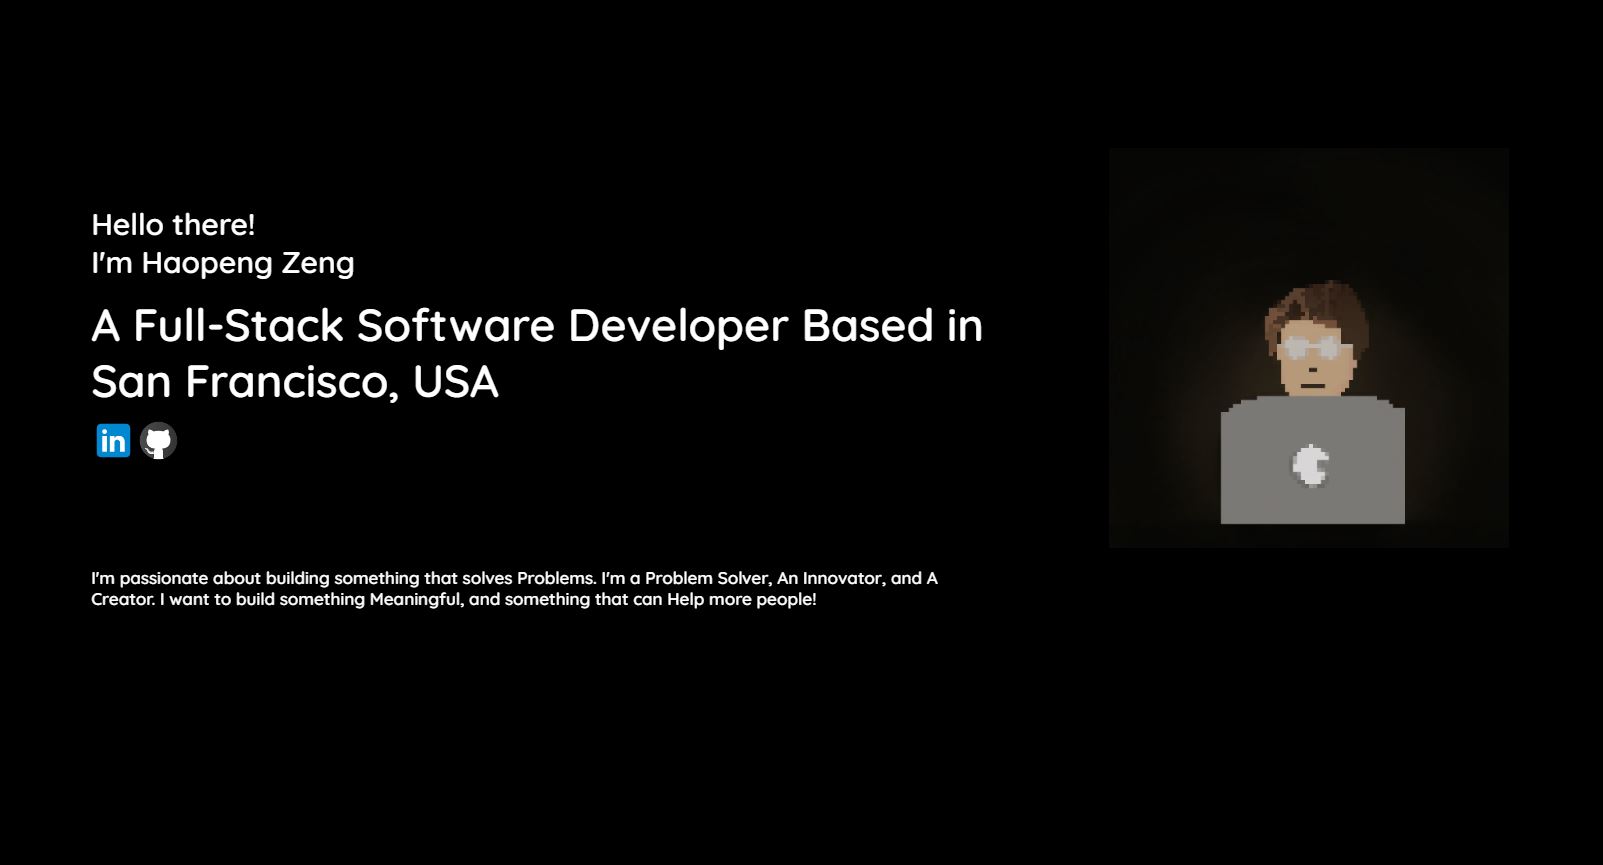 Hello there!
I'm Haopeng Zeng
A Full-Stack Software Developer Based in
San Francisco, USA
in
I'm passionate about building something that solves Problems. I'm a Problem Solver, An Innovator, and A
Creator. I want to build something Meaningful, and something that can Help more people!